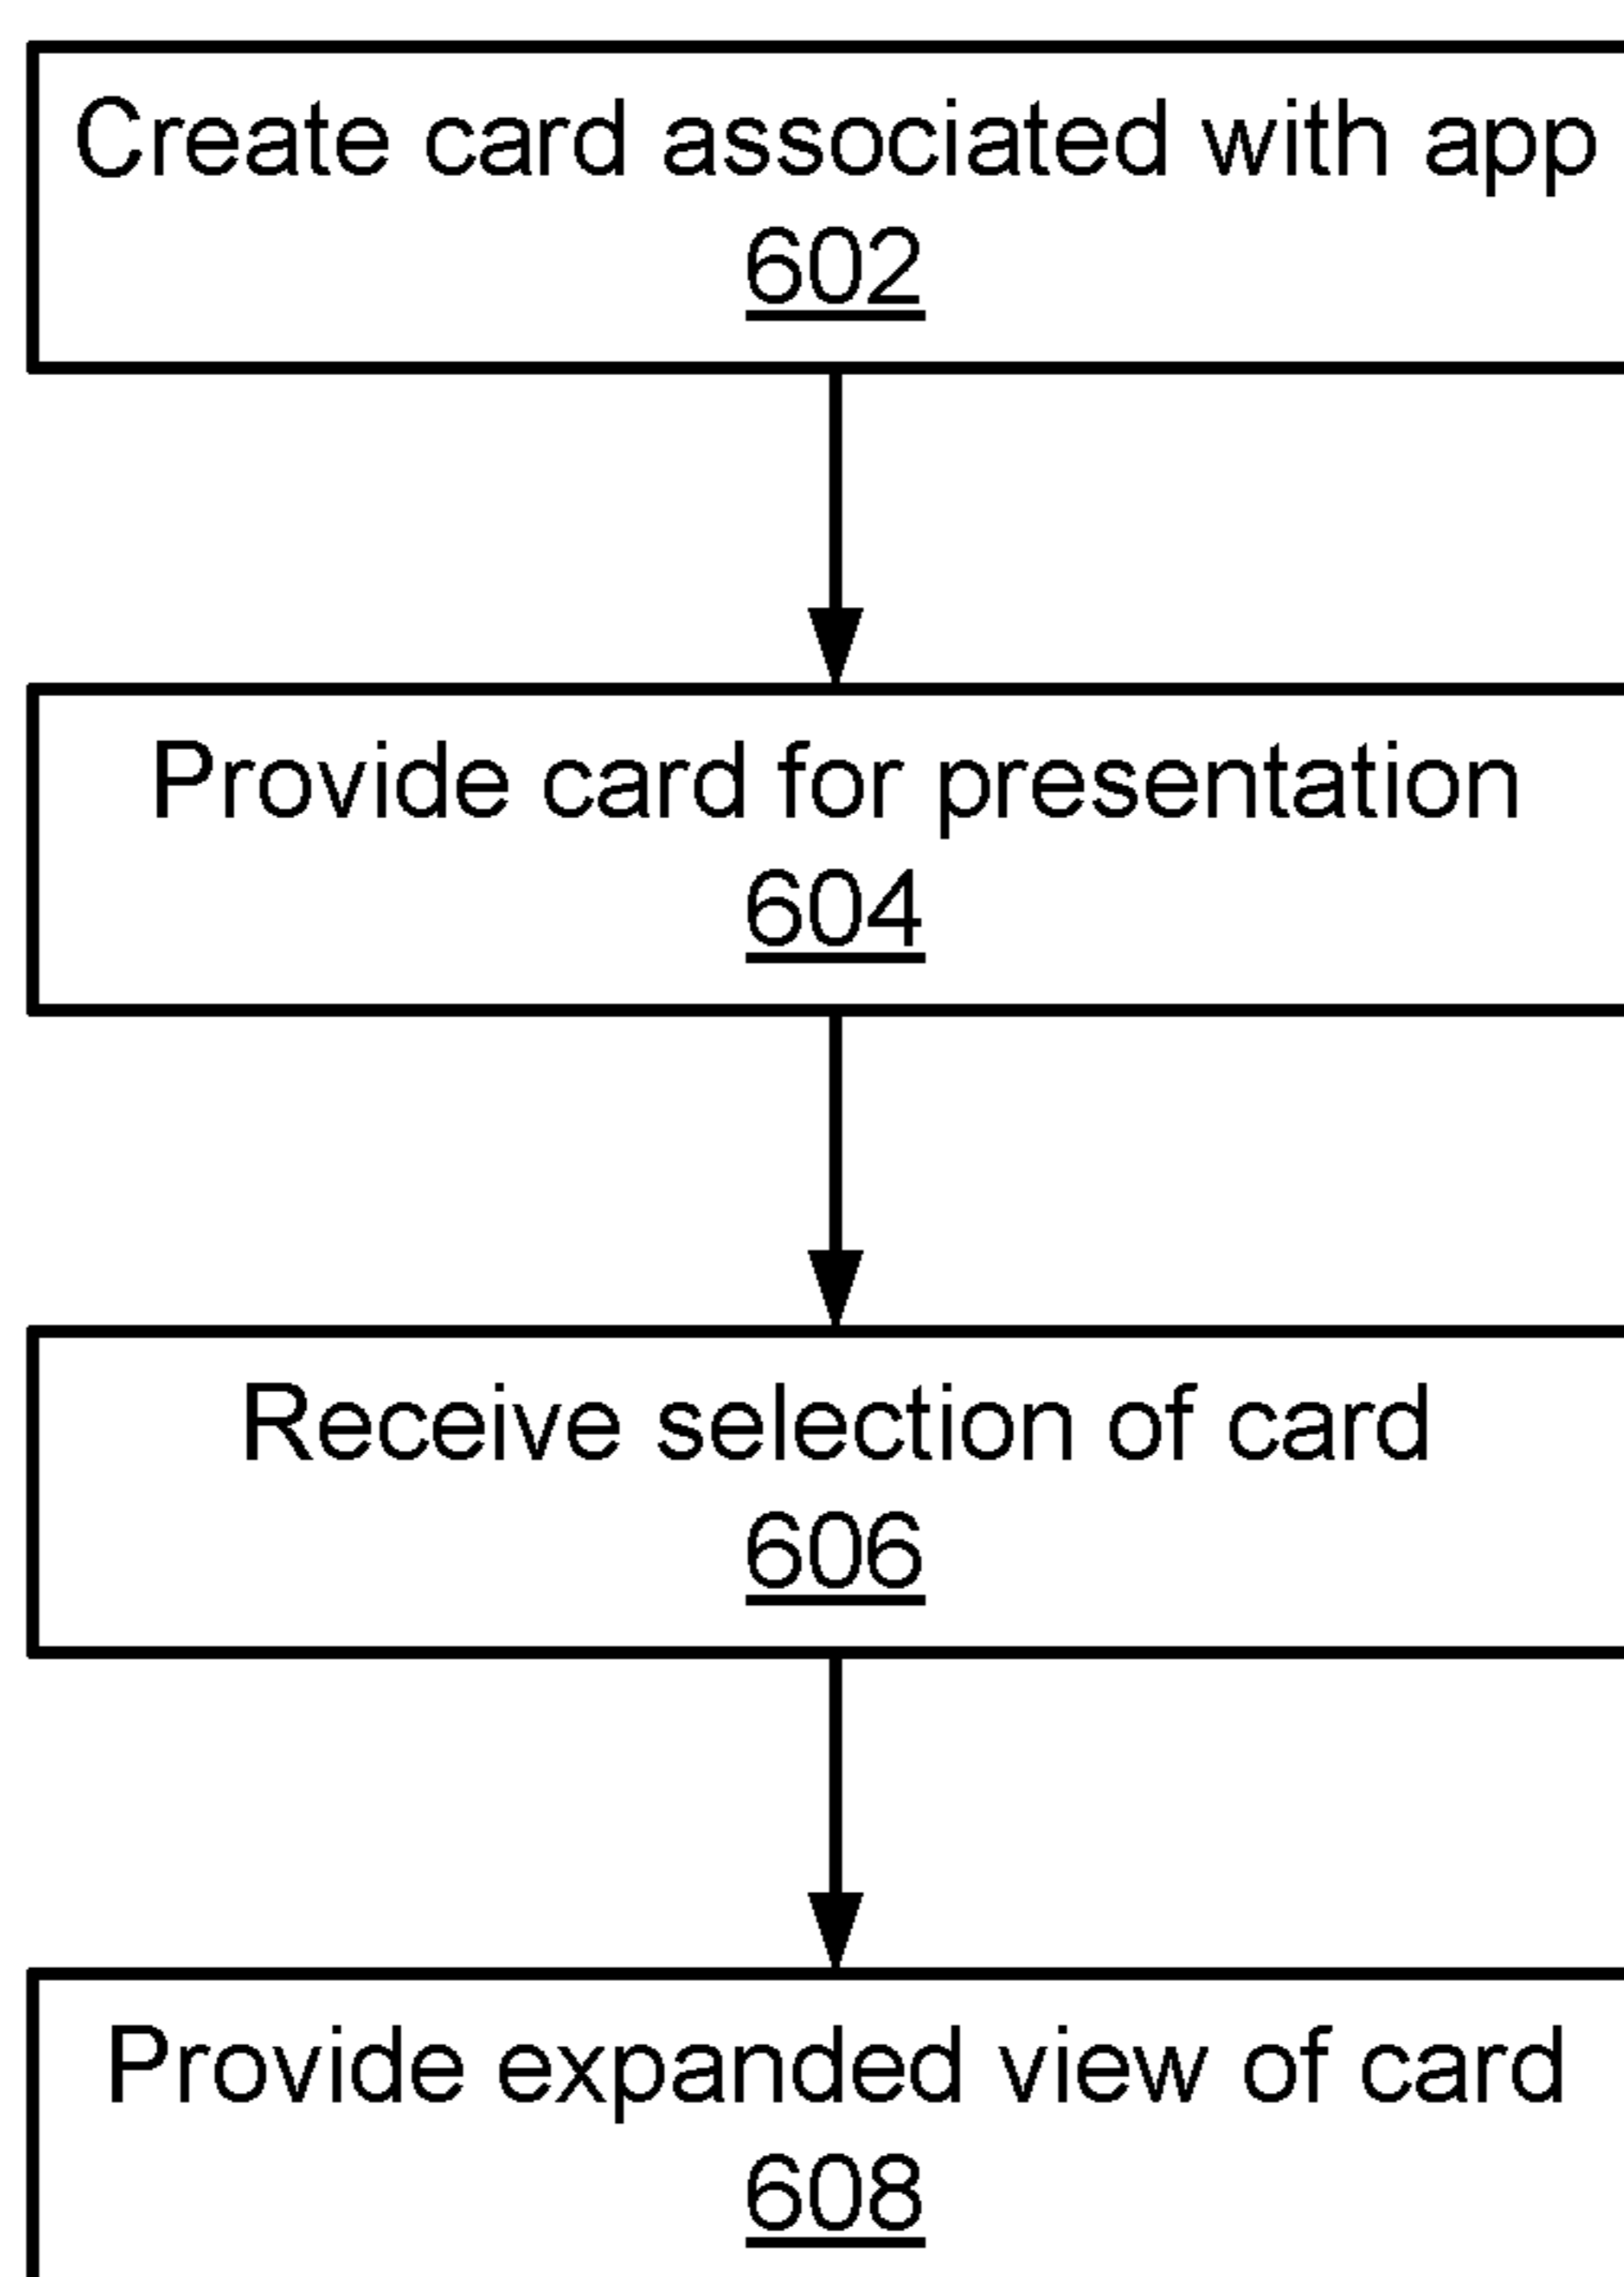 Create card associated with app
602
Provide card for presentation
604
Receive selection of card
606
Provide expanded view of card
608